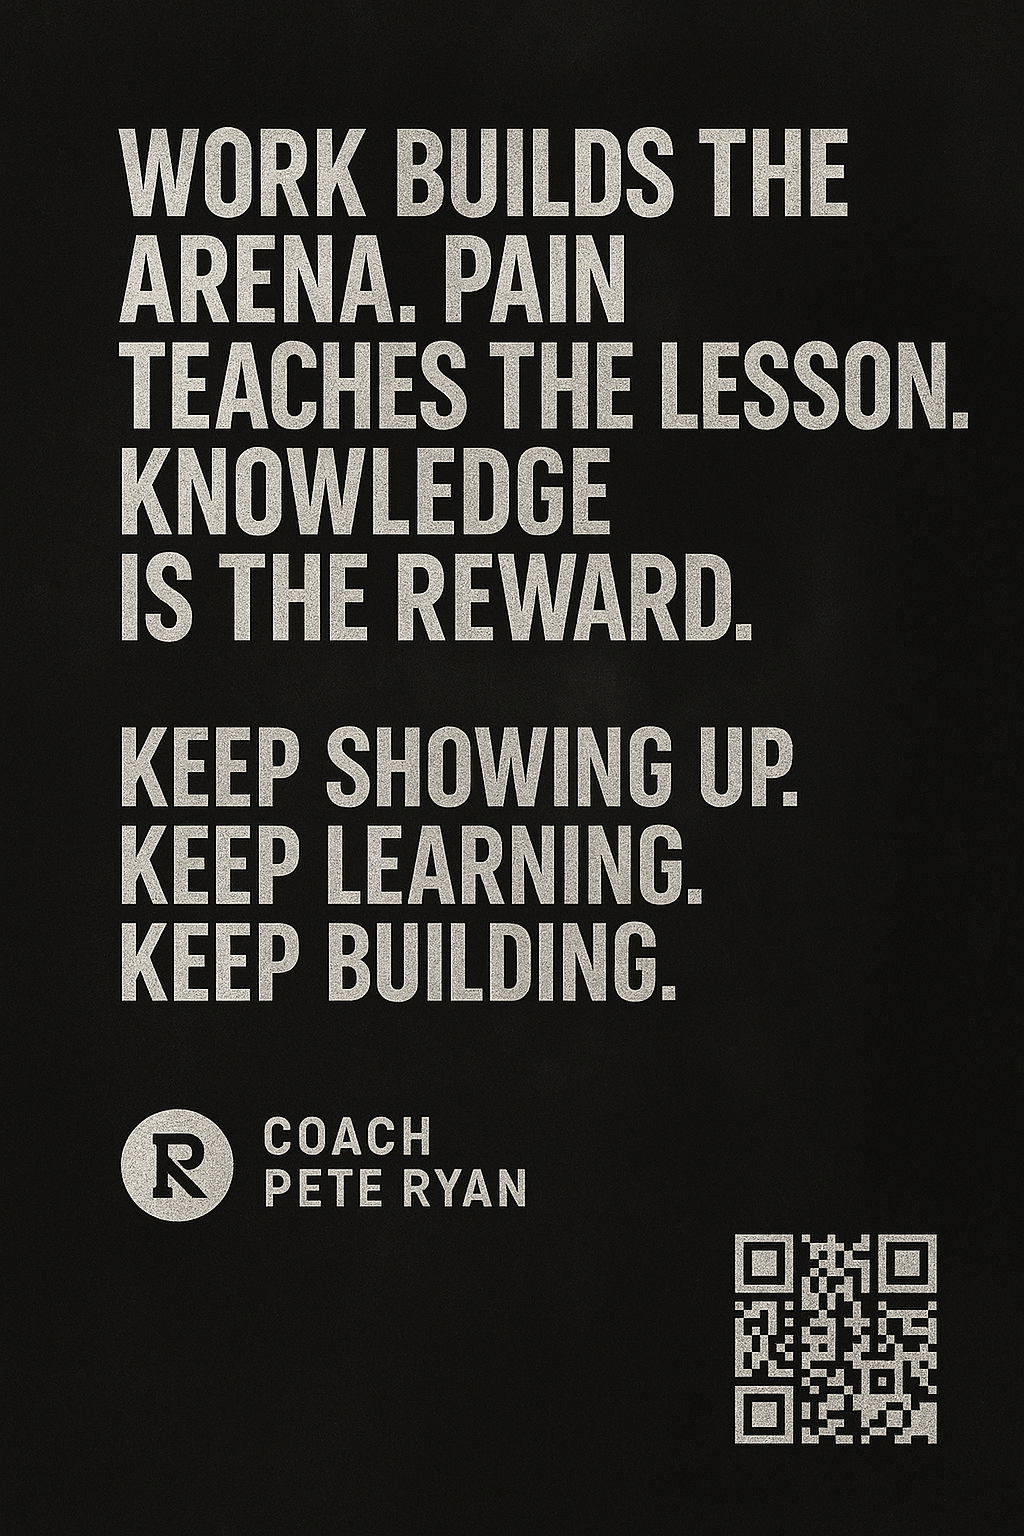 WORK BUILDS THE
ARENA. PAIN
TEACHES THE LESSON.
KNOWLEDGE
IS THE REWARD.
KEEP SHOWING UP.
KEEP LEARNING.
KEEP BUILDING.
R
COACH
PETE RYAN